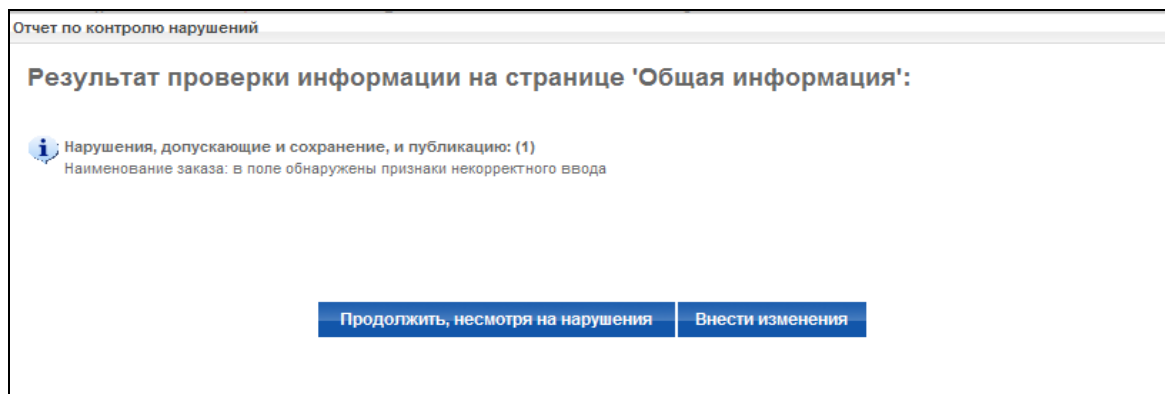 Отчет по контролю нарушений
Результат проверки информации на странице 'Общая информация':
Нарушения, допускающие и сохранение, и публикацию: (1)
Наименование заказа: в поле обнаружены признаки некорректного ввода
Продолжить, несмотря на нарушения Внести изменения